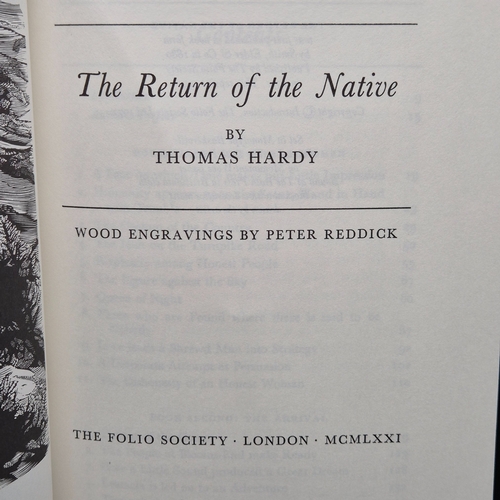 The Return of the Native
BY
THOMAS HARDY
WOOD ENGRAVINGS BY PETER REDDICK
THE FOLIO SOCIETY · LONDON · MCMLXXI